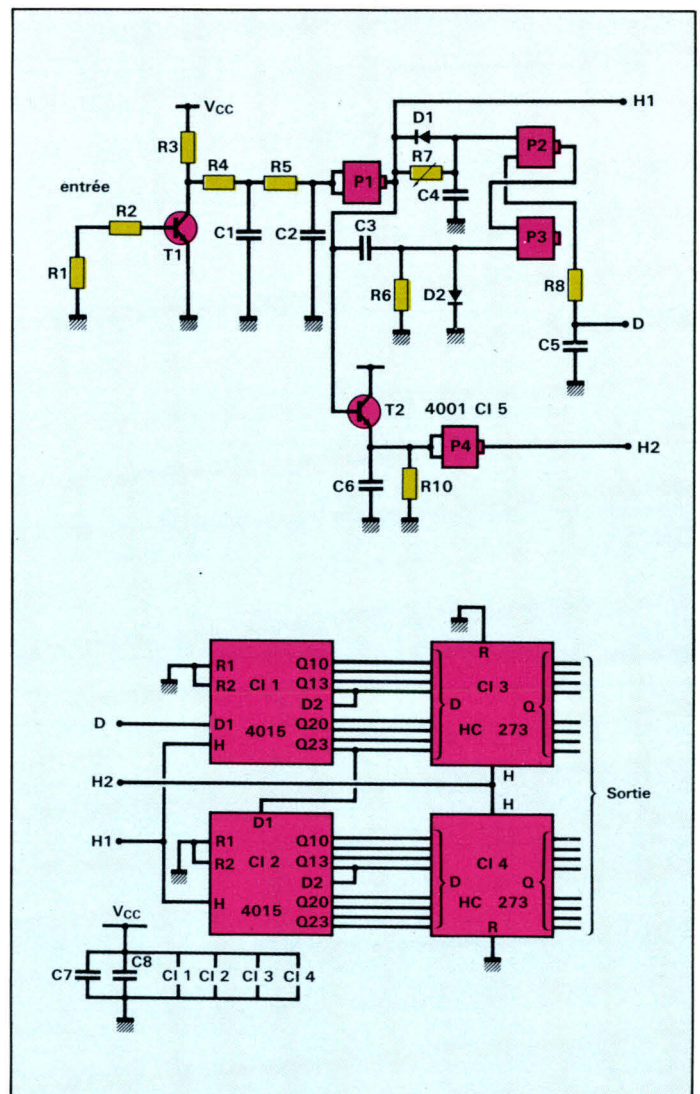 VCC
H1
D1
R3
P2
R4
R5
R7
entrée
P1
C4
R2
T1
C3
P3
C1
C2
R1
R6
D2
R8
D
C5
T2
4001 CI 5
P4
H2
C6
R10
R1
Q10
R
R2
Q13
CI 1
CI 3
D2
D
Q
D
D1
Q20
4015
HC 273
H
Q23
H
H2
H
Sortie
D1
H1
R1
Q10
R2
CI 2
Q13
CI 4
D2
D
Q
H
4015
Q20
HC 273
Q23
R
VCC
C7
C8
CI 1
CI 2
CI 3
CI 4